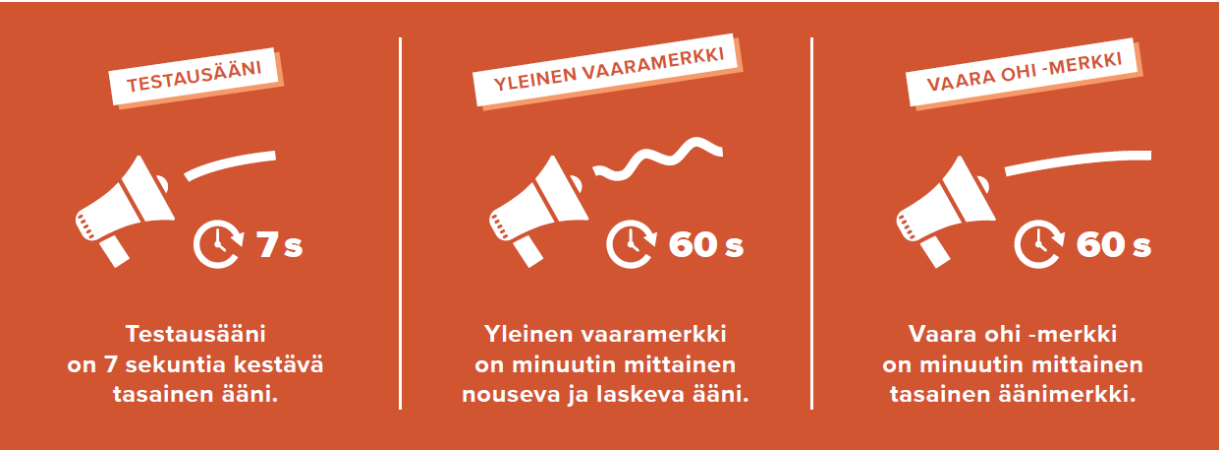 TESTAUSÄÄNI
7 s
Testausääni
on 7 sekuntia kestävä
tasainen ääni.
YLEINEN VAARAMERKKI
60 s
Yleinen vaaramerkki
on minuutin mittainen
nouseva ja laskeva ääni.
VAARA OHI -MERKKI
60 s
Vaara ohi -merkki
on minuutin mittainen
tasainen äänimerkki.